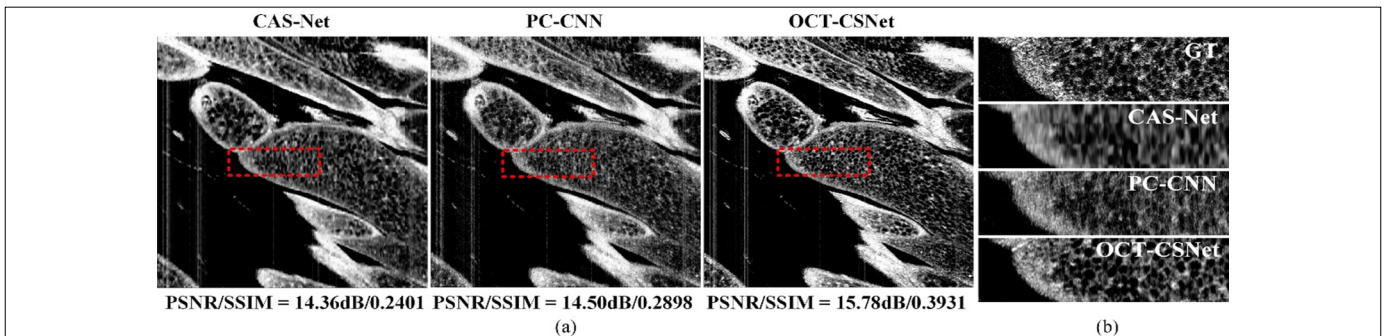 CAS-Net PC-CNN OCT-CSNet
GT
CAS-Net
PC-CNN
OCT-CSNet
PSNR/SSIM = 14.36dB/0.2401 PSNR/SSIM = 14.50dB/0.2898 PSNR/SSIM = 15.78dB/0.3931
(a) (b)